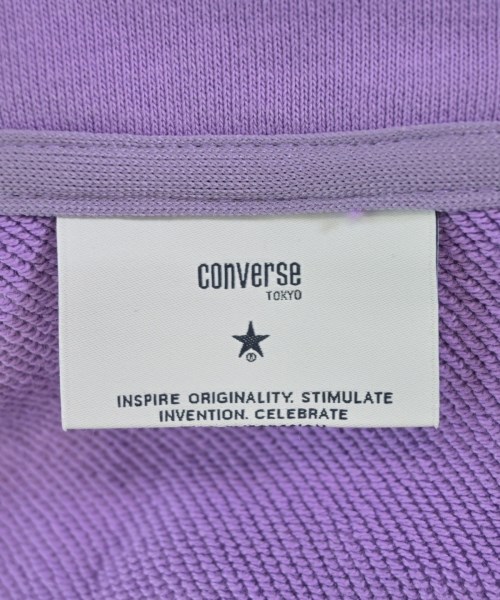 converse
TOKYO
®
INSPIRE ORIGINALITY. STIMULATE
INVENTION. CELEBRATE